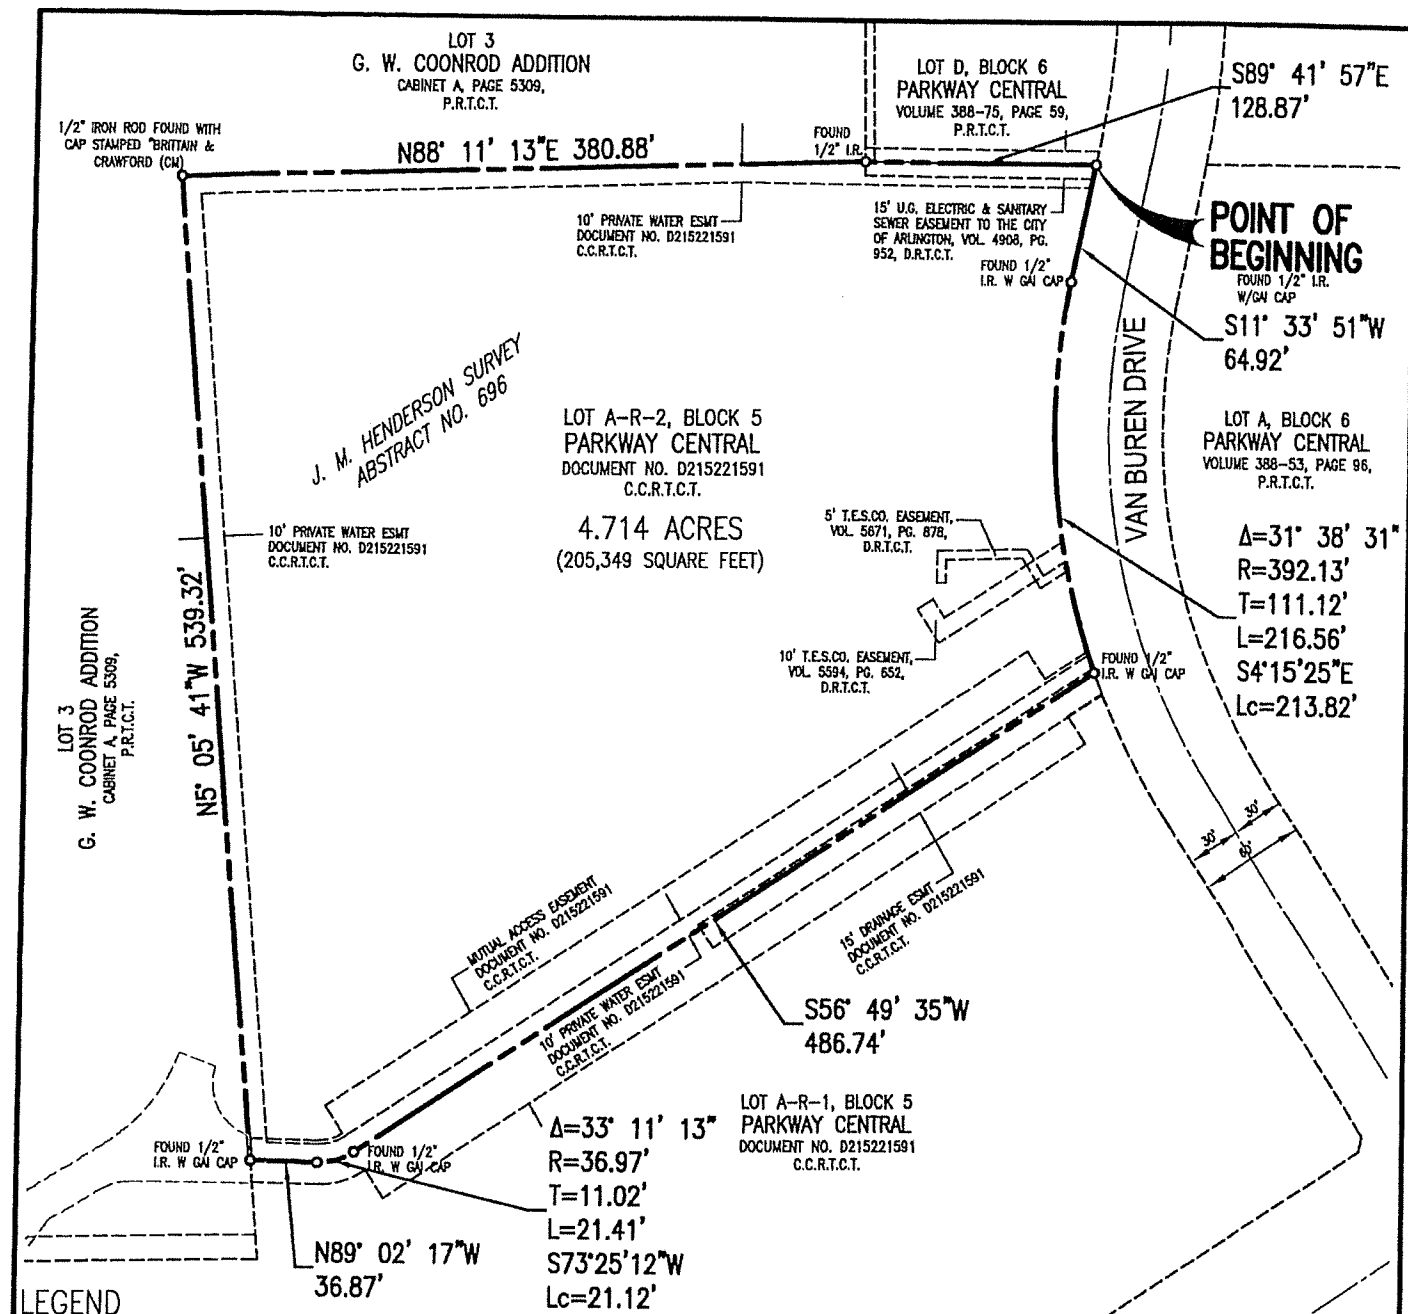 LOT 3
G. W. COONROD ADDITION
CABINET A, PAGE 5309,
P.R.T.C.T.
LOT D, BLOCK 6
PARKWAY CENTRAL
VOLUME 388-75, PAGE 59,
P.R.T.C.T.
S89° 41' 57"E
128.87'
1/2" IRON ROD FOUND WITH
CAP STAMPED "BRITTAIN &
CRAWFORD (CM)
N88° 11' 13"E 380.88'
FOUND
1/2" I.R.
10' PRIVATE WATER ESMT
DOCUMENT NO. D215221591
C.C.R.T.C.T.
15' U.G. ELECTRIC & SANITARY
SEWER EASEMENT TO THE CITY
OF ARLINGTON, VOL. 4908, PG.
952, D.R.T.C.T.
POINT OF
BEGINNING
FOUND 1/2" I.R.
W/GAI CAP
FOUND 1/2"
I.R. W GAI CAP
S11° 33' 51"W
64.92'
J. M. HENDERSON SURVEY
ABSTRACT NO. 696
LOT A-R-2, BLOCK 5
PARKWAY CENTRAL
DOCUMENT NO. D215221591
C.C.R.T.C.T.
4.714 ACRES
(205,349 SQUARE FEET)
VAN BUREN DRIVE
LOT A, BLOCK 6
PARKWAY CENTRAL
VOLUME 388-53, PAGE 96,
P.R.T.C.T.
10' PRIVATE WATER ESMT
DOCUMENT NO. D215221591
C.C.R.T.C.T.
5' T.E.S.CO. EASEMENT,
VOL. 5671, PG. 878,
D.R.T.C.T.
Δ=31° 38' 31"
R=392.13'
T=111.12'
L=216.56'
S4°15'25"E
Lc=213.82'
N5° 05' 41"W 539.32'
LOT 3
G. W. COONROD ADDITION
CABINET A, PAGE 5309,
P.R.T.C.T.
10' T.E.S.CO. EASEMENT,
VOL. 5594, PG. 652,
D.R.T.C.T.
FOUND 1/2"
I.R. W GAI CAP
30'
30'
60'
MUTUAL ACCESS EASEMENT
DOCUMENT NO. D215221591
C.C.R.T.C.T.
15' DRAINAGE ESMT
DOCUMENT NO. D215221591
C.C.R.T.C.T.
10' PRIVATE WATER ESMT
DOCUMENT NO. D215221591
C.C.R.T.C.T.
S56° 49' 35"W
486.74'
LOT A-R-1, BLOCK 5
PARKWAY CENTRAL
DOCUMENT NO. D215221591
C.C.R.T.C.T.
FOUND 1/2"
I.R. W GAI CAP
FOUND 1/2"
I.R. W GAI CAP
Δ=33° 11' 13"
R=36.97'
T=11.02'
L=21.41'
S73°25'12"W
Lc=21.12'
N89° 02' 17"W
36.87'
LEGEND